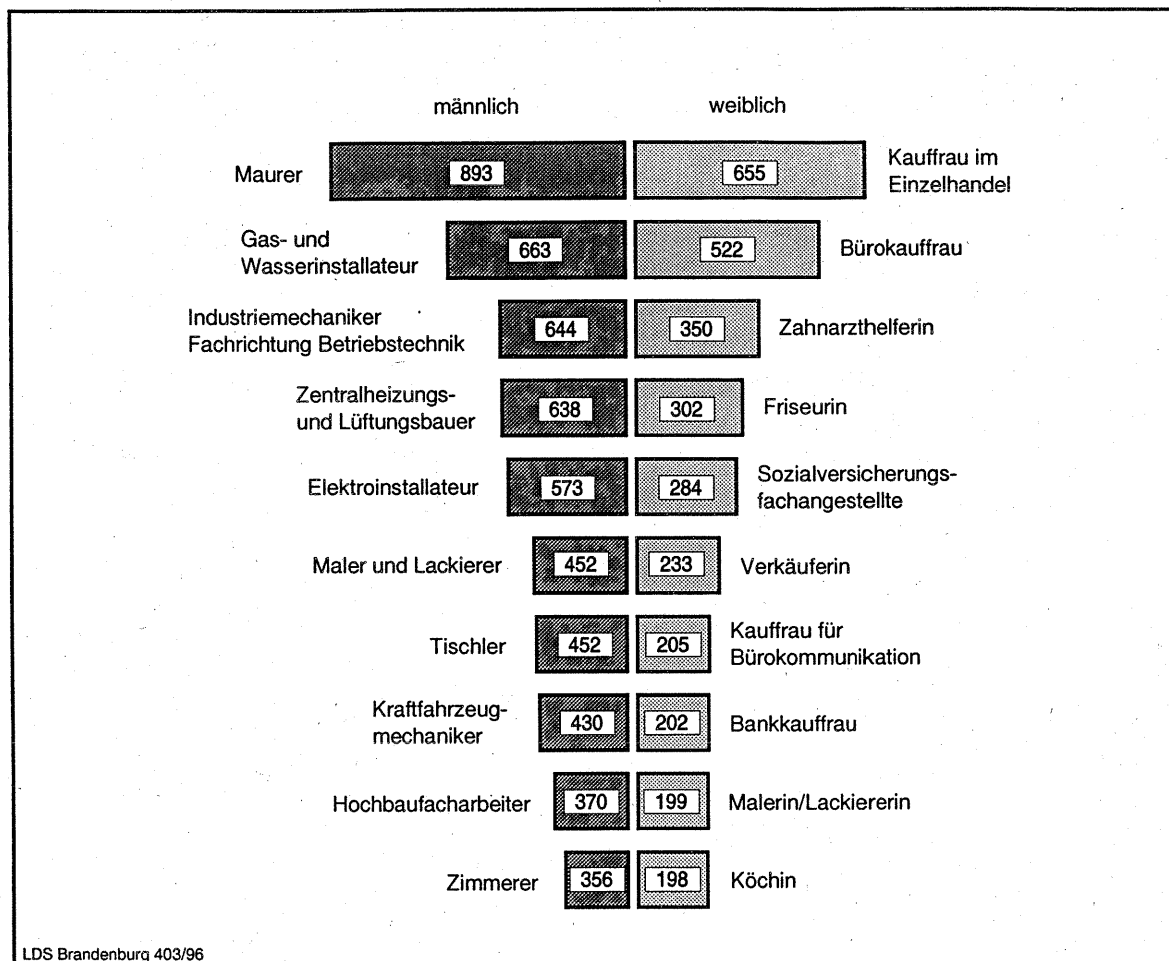 männlich
weiblich
Maurer
893
655
Kauffrau im
Einzelhandel
Gas- und
Wasserinstallateur
663
522
Bürokauffrau
Industriemechaniker
Fachrichtung Betriebstechnik
644
350
Zahnarzthelferin
Zentralheizungs-
und Lüftungsbauer
638
302
Friseurin
Elektroinstallateur
573
284
Sozialversicherungs-
fachangestellte
Maler und Lackierer
452
233
Verkäuferin
Tischler
452
205
Kauffrau für
Bürokommunikation
Kraftfahrzeug-
mechaniker
430
202
Bankkauffrau
Hochbaufacharbeiter
370
199
Malerin/Lackiererin
Zimmerer
356
198
Köchin
LDS Brandenburg 403/96